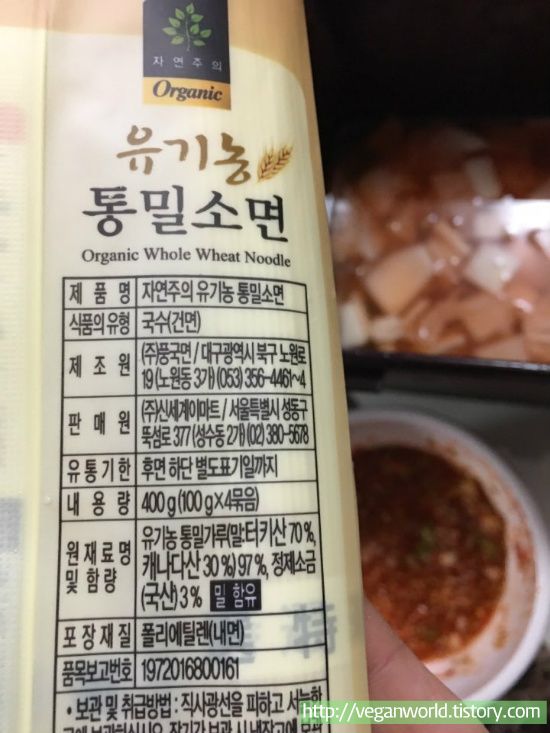 자연주의
Organic
유기농
통밀소면
Organic Whole Wheat Noodle
제품명 자연주의 유기농 통밀소면
식품의 유형 국수(건면)
제조원 (주)풍국면 / 대구광역시 북구 노원로
19 (노원동 3가) (053) 356-4461~4
판매원 (주)신세계이마트 / 서울특별시 성동구
뚝섬로 377 (성수동 2가) (02) 380-5678
유통기한 후면 하단 별도표기일까지
내용량 400 g (100 g×4묶음)
원재료명 및 함량 유기농 통밀가루(말:터키산 70 %,
캐나다산 30 %) 97 %, 정제소금
(국산) 3 % 밀 함유
포장재질 폴리에틸렌(내면)
품목보고번호 1972016800161
• 보관 및 취급방법 : 직사광선을 피하고 서늘한
http://veganworld.tistory.com